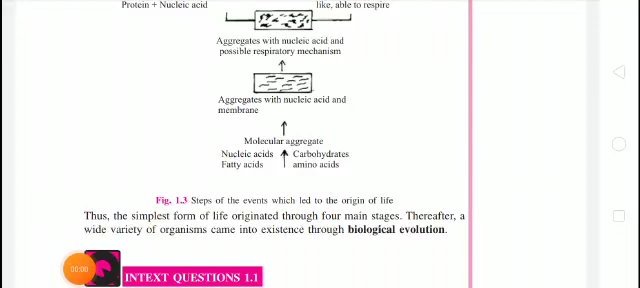 Protein + Nucleic acid like, able to respire
Aggregates with nucleic acid and
possible respiratory mechanism
Aggregates with nucleic acid and
membrane
Molecular aggregate
Nucleic acids Carbohydrates
Fatty acids amino acids
Fig. 1.3 Steps of the events which led to the origin of life
Thus, the simplest form of life originated through four main stages. Thereafter, a
wide variety of organisms came into existence through biological evolution.
00:00
INTEXT QUESTIONS 1.1